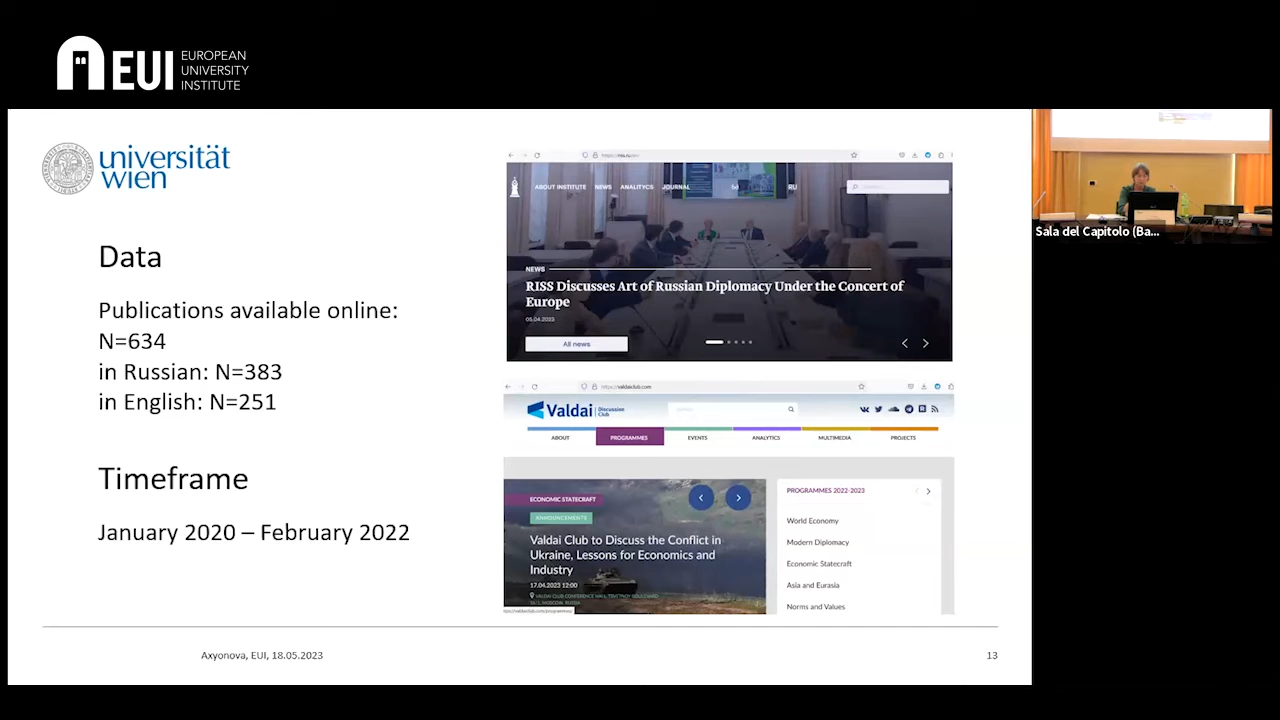 EUI
EUROPEAN
UNIVERSITY
INSTITUTE
universität
wien
Data
Publications available online:
N=634
in Russian: N=383
in English: N=251
Timeframe
January 2020 – February 2022
ABOUT INSTITUTE NEWS ANALITYCS JOURNAL RU
NEWS
RISS Discusses Art of Russian Diplomacy Under the Concert of
Europe
05.04.2023
All news
https://valdaiclub.com
Valdai Discussion
Club
ABOUT PROGRAMMES EVENTS ANALYTICS MULTIMEDIA PROJECTS
ECONOMIC STATECRAFT
ANNOUNCEMENTS
Valdai Club to Discuss the Conflict in
Ukraine, Lessons for Economics and
Industry
17.04.2023 12:00
PROGRAMMES 2022-2023
World Economy
Modern Diplomacy
Economic Statecraft
Asia and Eurasia
Norms and Values
Axyonova, EUI, 18.05.2023
13
Sala del Capitolo (Ba...